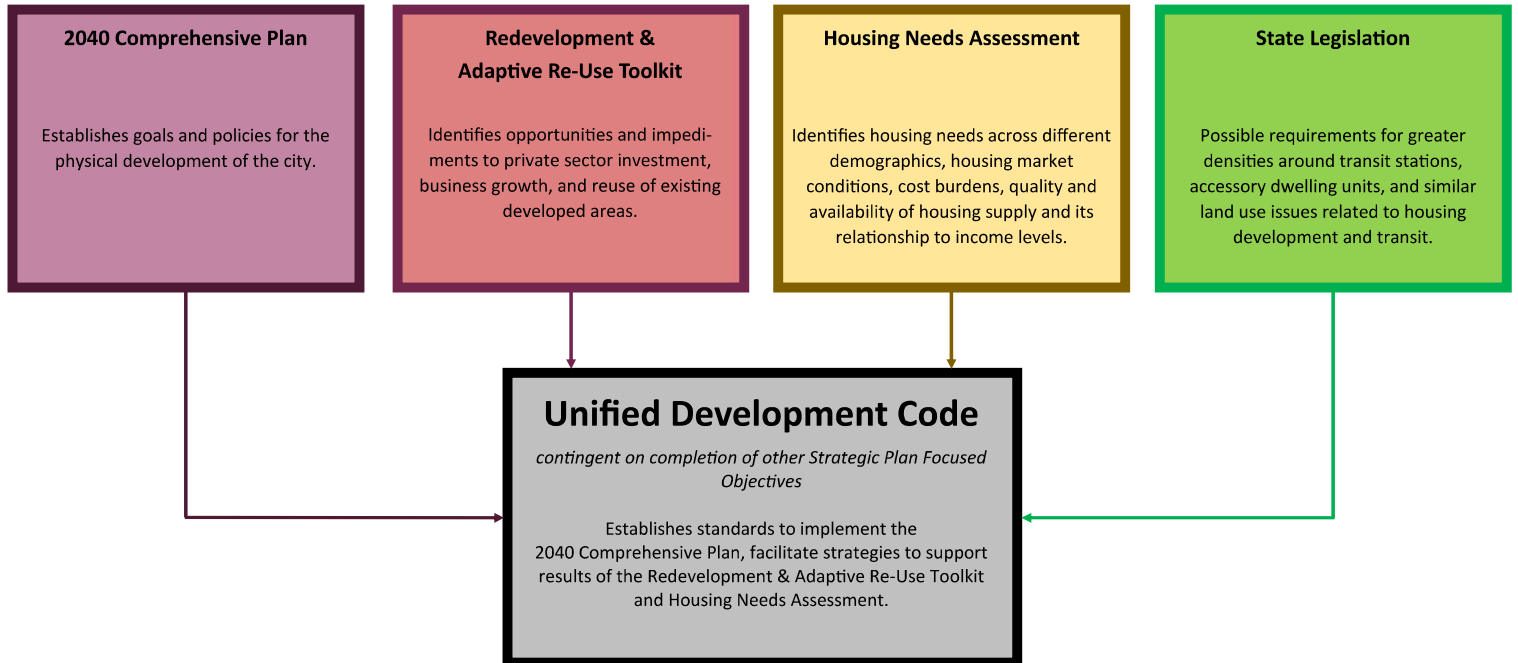 2040 Comprehensive Plan
Establishes goals and policies for the
physical development of the city.
Redevelopment &
Adaptive Re-Use Toolkit
Identifies opportunities and impedi-
ments to private sector investment,
business growth, and reuse of existing
developed areas.
Housing Needs Assessment
Identifies housing needs across different
demographics, housing market
conditions, cost burdens, quality and
availability of housing supply and its
relationship to income levels.
State Legislation
Possible requirements for greater
densities around transit stations,
accessory dwelling units, and similar
land use issues related to housing
development and transit.
Unified Development Code
contingent on completion of other Strategic Plan Focused
Objectives
Establishes standards to implement the
2040 Comprehensive Plan, facilitate strategies to support
results of the Redevelopment & Adaptive Re-Use Toolkit
and Housing Needs Assessment.